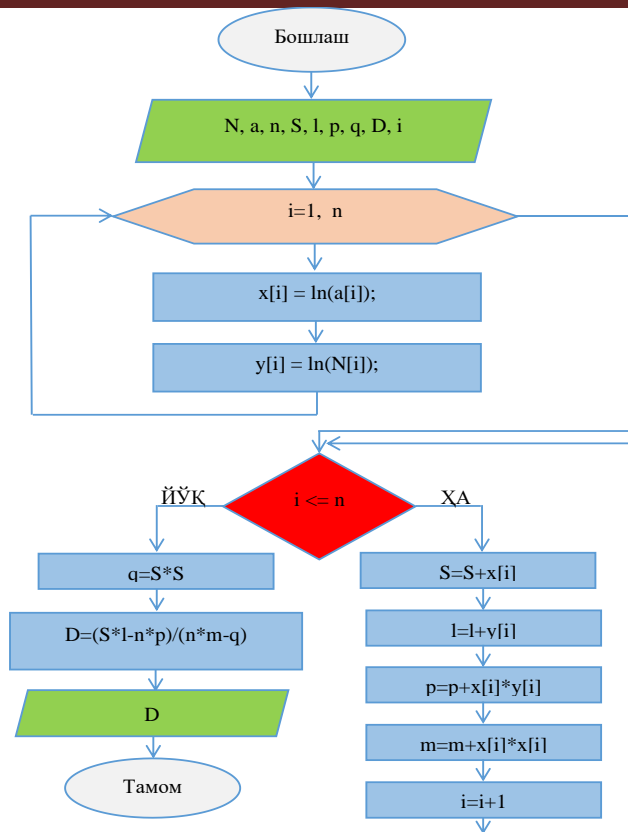 Бошлаш
N, a, n, S, l, p, q, D, i
i=1, n
x[i] = ln(a[i]);
y[i] = ln(N[i]);
i <= n
ЙЎҚ
ҲА
q=S*S
D=(S*l-n*p)/(n*m-q)
D
Тамом
S=S+x[i]
l=l+y[i]
p=p+x[i]*y[i]
m=m+x[i]*x[i]
i=i+1